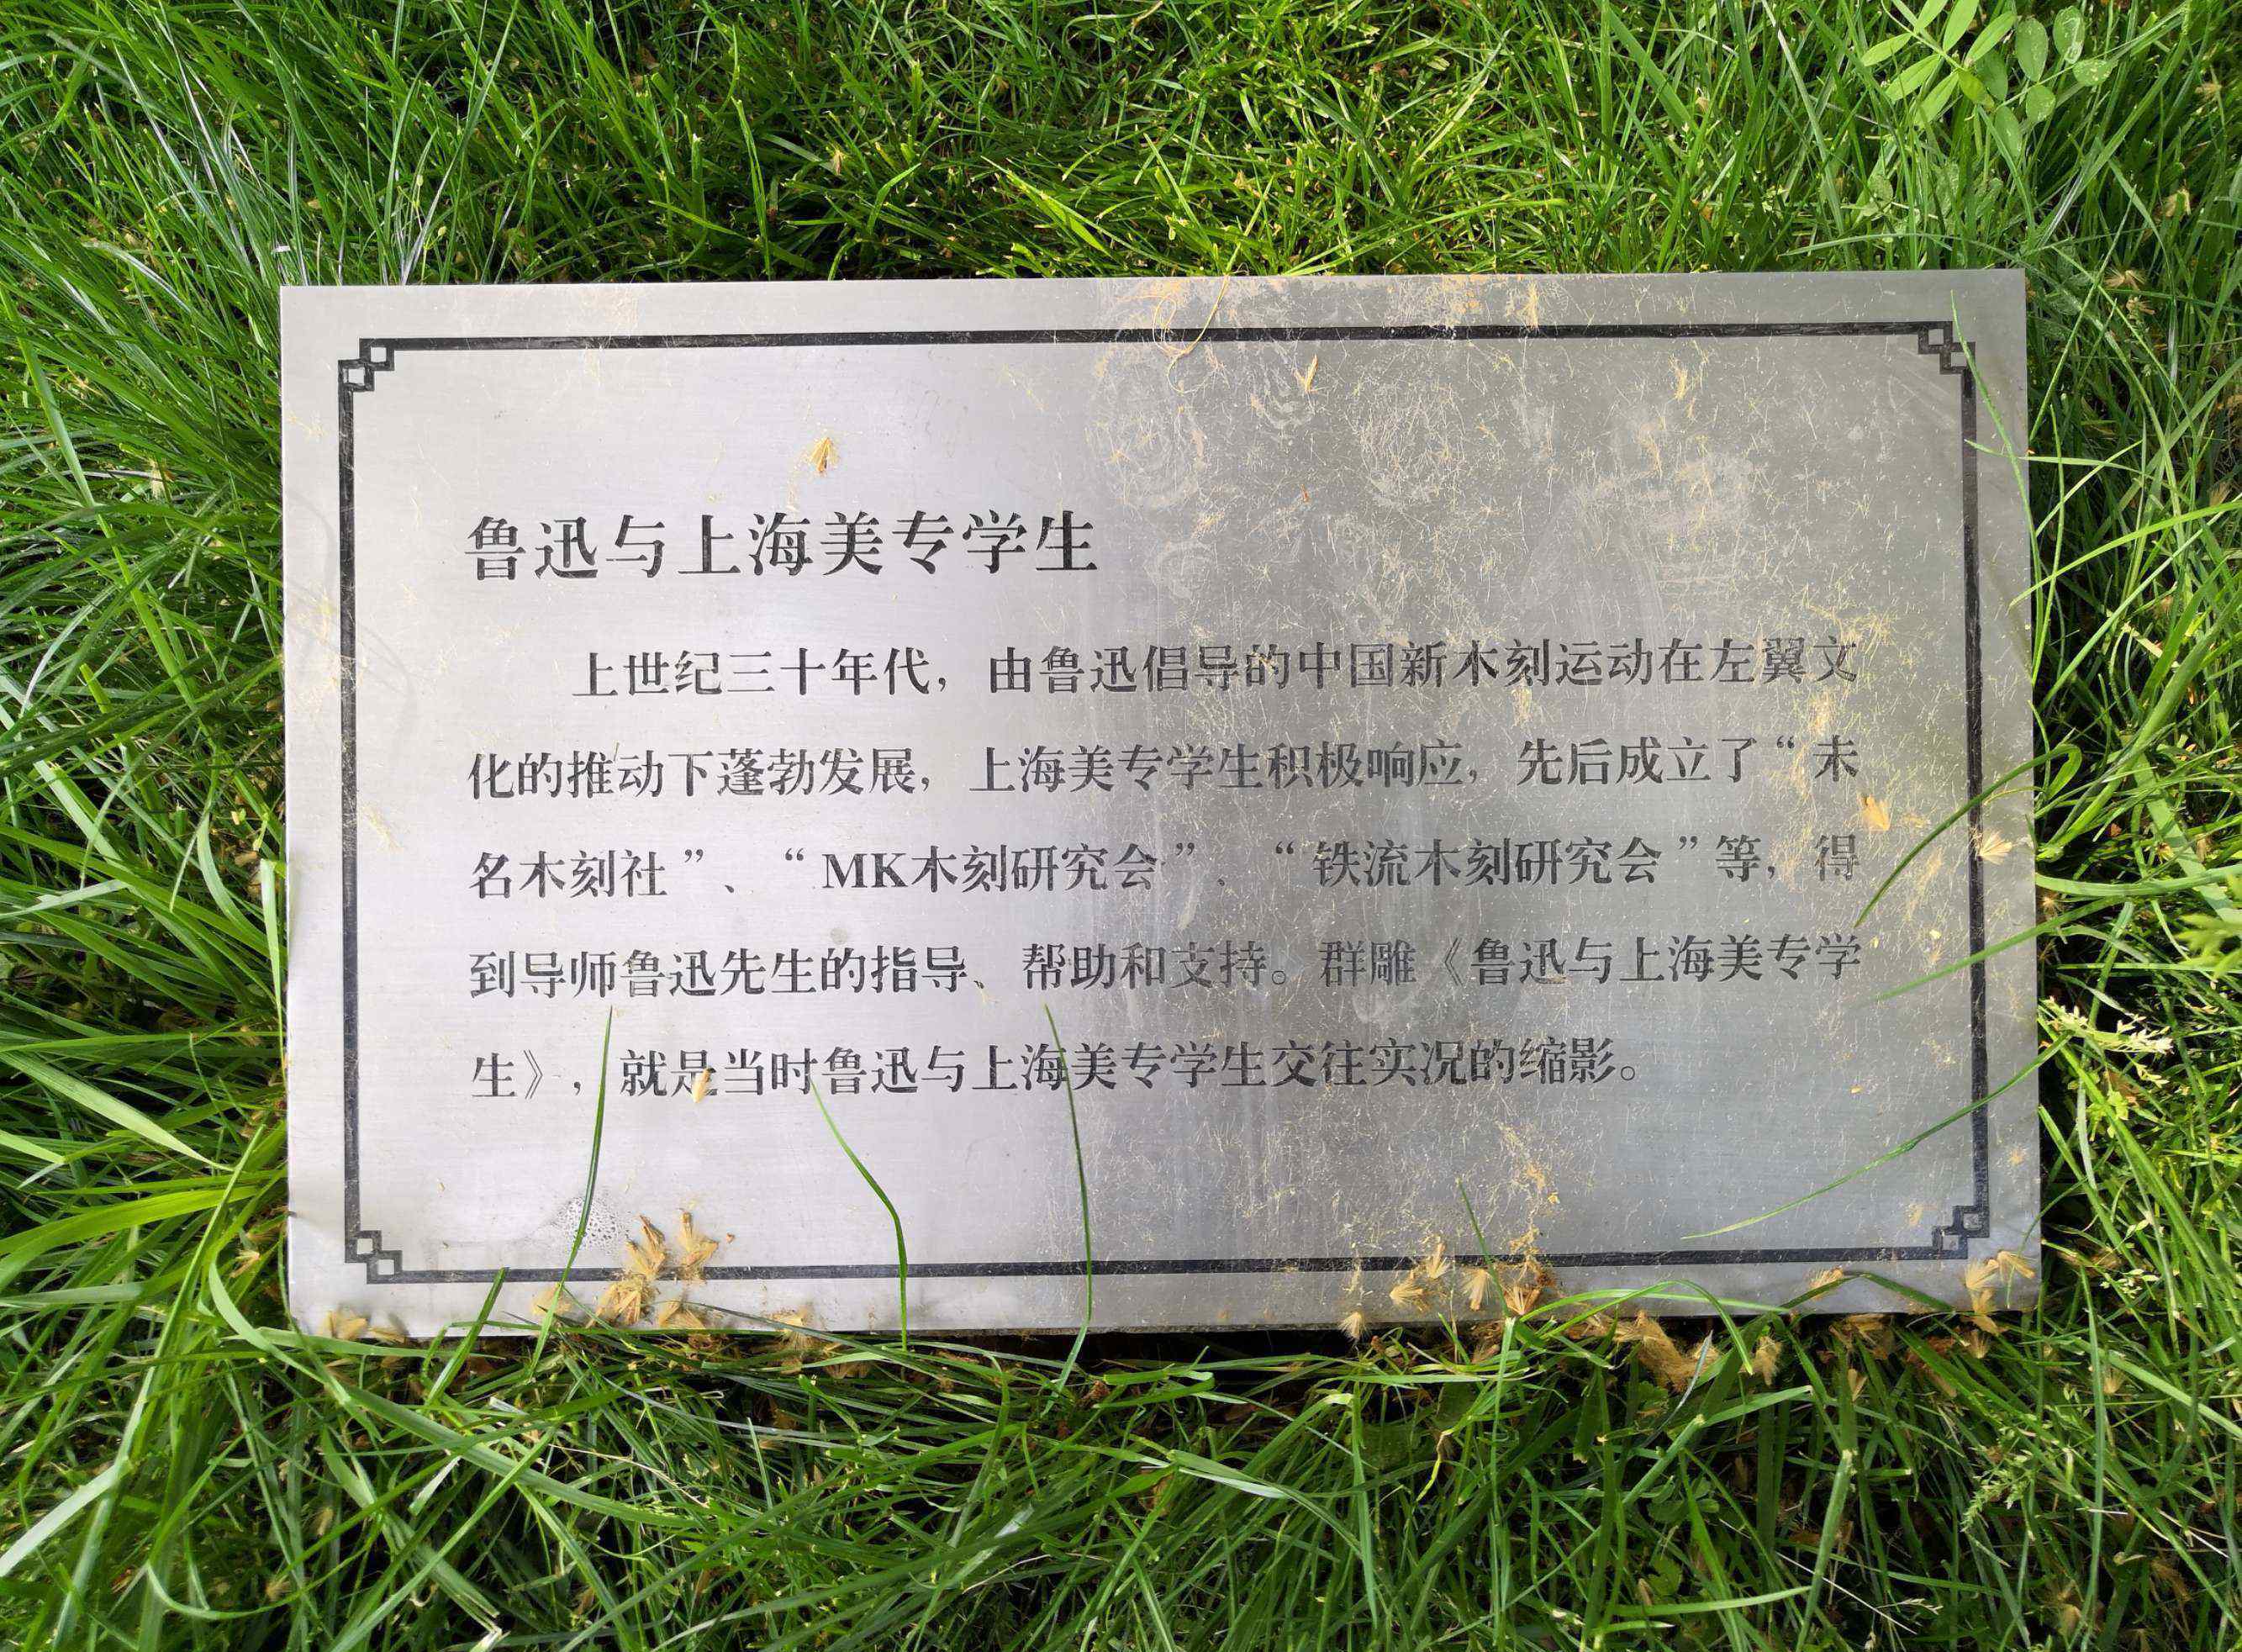 鲁迅与上海美专学生
上世纪三十年代，由鲁迅倡导的中国新木刻运动在左翼文
化的推动下蓬勃发展，上海美专学生积极响应，先后成立了“未
名木刻社”、“MK木刻研究会”、“铁流木刻研究会”等，得
到导师鲁迅先生的指导、帮助和支持。群雕《鲁迅与上海美专学
生》，就是当时鲁迅与上海美专学生交往实况的缩影。